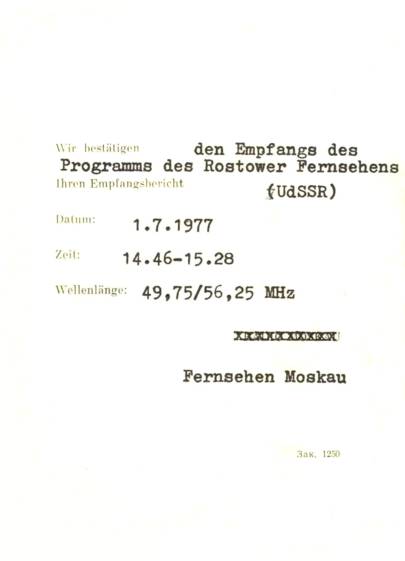 Wir bestätigen den Empfangs des
Programms des Rostower Fernsehens
Ihren Empfangsbericht (UdSSR)
Datum: 1.7.1977
Zeit: 14.46-15.28
Wellenlänge: 49,75/56,25 MHz
Fernsehen Moskau
Зак. 1250